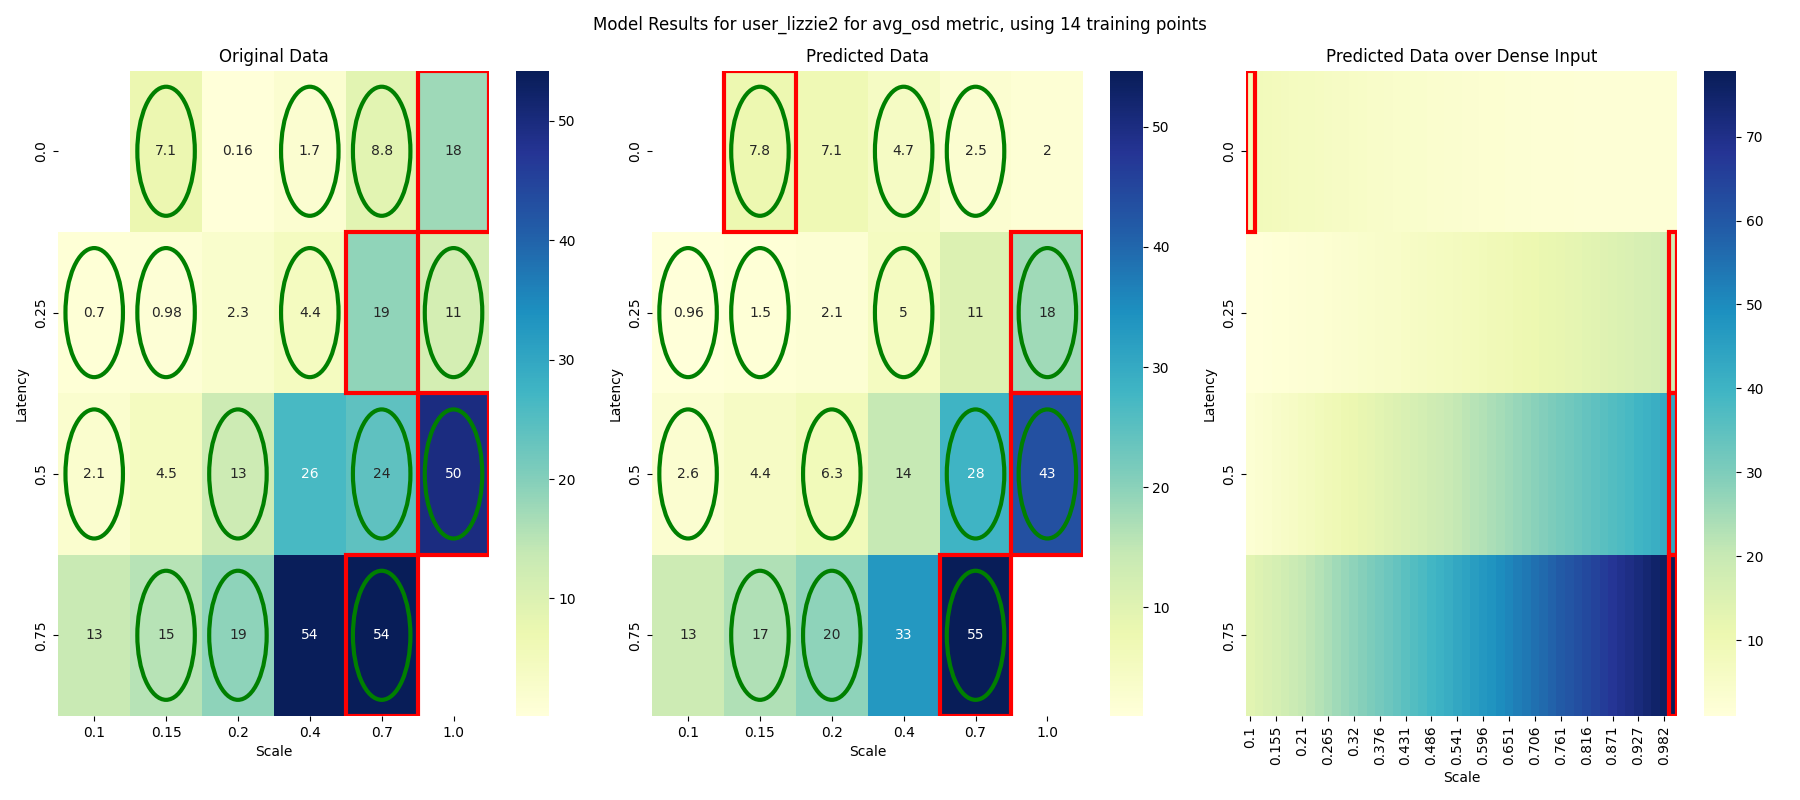 Model Results for user_lizzie2 for avg_osd metric, using 14 training points
Original Data
0.0
7.1 0.16 1.7 8.8 18
0.25
0.7 0.98 2.3 4.4 19 11
0.5
2.1 4.5 13 26 24 50
0.75
13 15 19 54 54
Latency
0.1 0.15 0.2 0.4 0.7 1.0
Scale
50
40
30
20
10
Predicted Data
0.0
7.8 7.1 4.7 2.5 2
0.25
0.96 1.5 2.1 5 11 18
0.5
2.6 4.4 6.3 14 28 43
0.75
13 17 20 33 55
Latency
0.1 0.15 0.2 0.4 0.7 1.0
Scale
50
40
30
20
10
Predicted Data over Dense Input
0.0
0.25
0.5
0.75
Latency
0.1 0.155 0.21 0.265 0.32 0.376 0.431 0.486 0.541 0.596 0.651 0.706 0.761 0.816 0.871 0.927 0.982
Scale
70
60
50
40
30
20
10